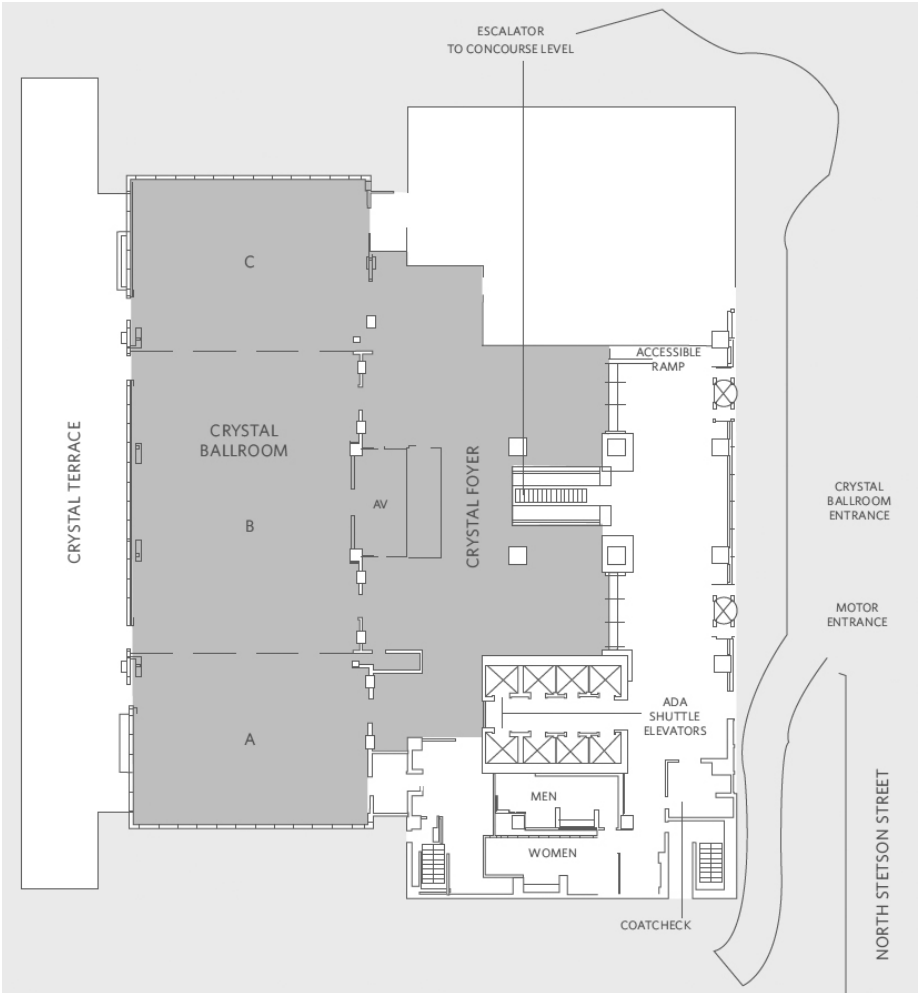 ESCALATOR
TO CONCOURSE LEVEL
C
ACCESSIBLE
RAMP
CRYSTAL
BALLROOM
CRYSTAL TERRACE
CRYSTAL FOYER
AV
B
CRYSTAL
BALLROOM
ENTRANCE
MOTOR
ENTRANCE
A
ADA
SHUTTLE
ELEVATORS
MEN
WOMEN
COATCHECK
NORTH STETSON STREET